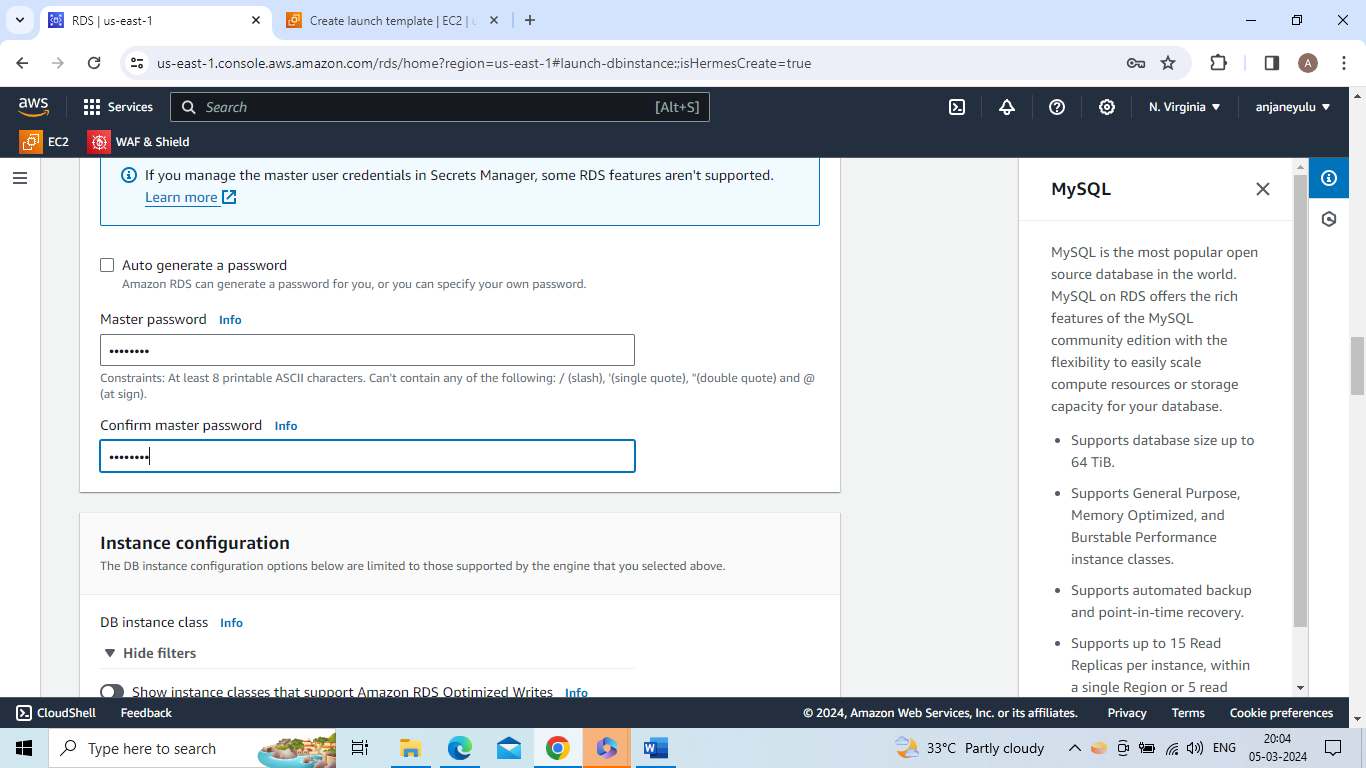 RDS | us-east-1
Create launch template | EC2 | u
us-east-1.console.aws.amazon.com/rds/home?region=us-east-1#launch-dbinstance:;isHermesCreate=true
A
aws
Services
Search
[Alt+S]
N. Virginia
anjaneyulu
EC2
WAF & Shield
If you manage the master user credentials in Secrets Manager, some RDS features aren't supported.
Learn more
Auto generate a password
Amazon RDS can generate a password for you, or you can specify your own password.
Master password Info
••••••••
Constraints: At least 8 printable ASCII characters. Can't contain any of the following: / (slash), '(single quote), "(double quote) and @
(at sign).
Confirm master password Info
••••••••
Instance configuration
The DB instance configuration options below are limited to those supported by the engine that you selected above.
DB instance class Info
Hide filters
Show instance classes that support Amazon RDS Optimized Writes Info
MySQL
MySQL is the most popular open
source database in the world.
MySQL on RDS offers the rich
features of the MySQL
community edition with the
flexibility to easily scale
compute resources or storage
capacity for your database.
• Supports database size up to
64 TiB.
• Supports General Purpose,
Memory Optimized, and
Burstable Performance
instance classes.
• Supports automated backup
and point-in-time recovery.
• Supports up to 15 Read
Replicas per instance, within
a single Region or 5 read
CloudShell
Feedback
© 2024, Amazon Web Services, Inc. or its affiliates.
Privacy
Terms
Cookie preferences
Type here to search
33°C Partly cloudy
ENG
20:04
05-03-2024